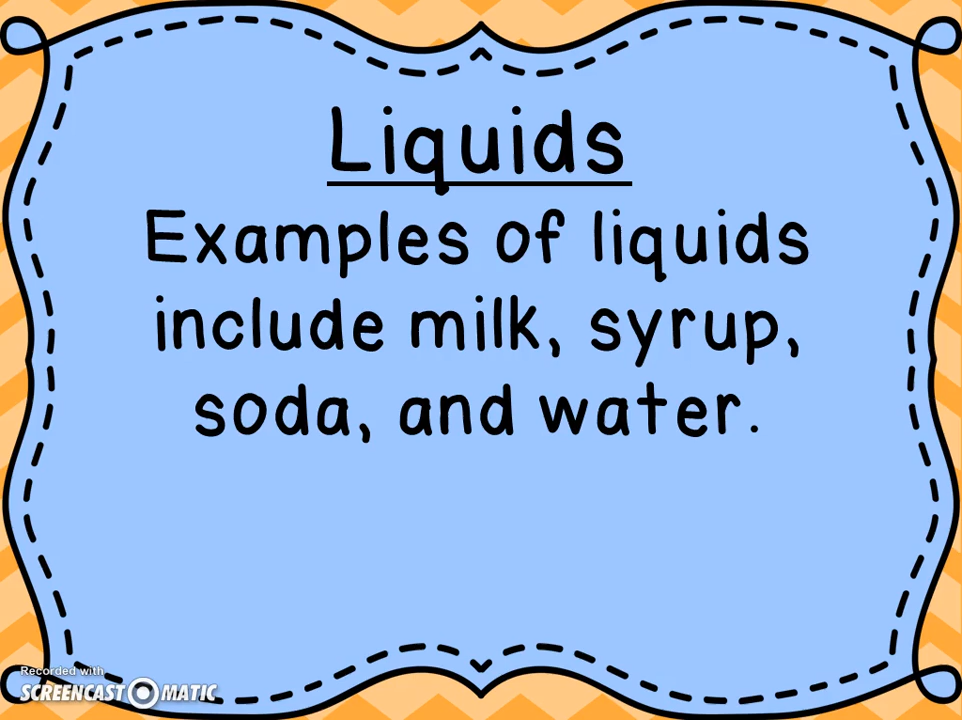 Liquids
Examples of liquids
include milk, syrup,
soda, and water.
Recorded with
SCREENCAST MATIC